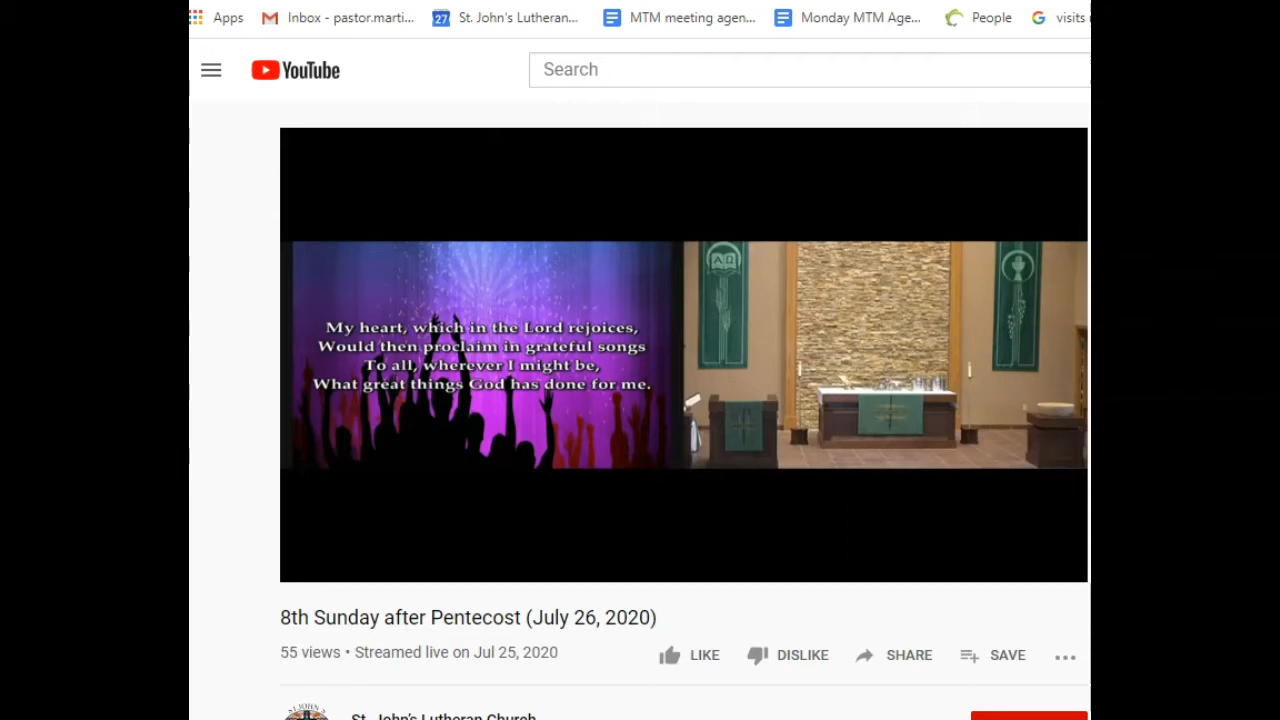 Apps Inbox - pastor.marti... 27 St. John's Lutheran... MTM meeting agen... Monday MTM Age... People visits
YouTube Search
ΑΩ
My heart, which in the Lord rejoices,
Would then proclaim in grateful songs
To all, wherever I might be,
What great things God has done for me.
8th Sunday after Pentecost (July 26, 2020)
55 views • Streamed live on Jul 25, 2020 LIKE DISLIKE SHARE SAVE ...
ST. JOHN'S
St. John's Lutheran Church